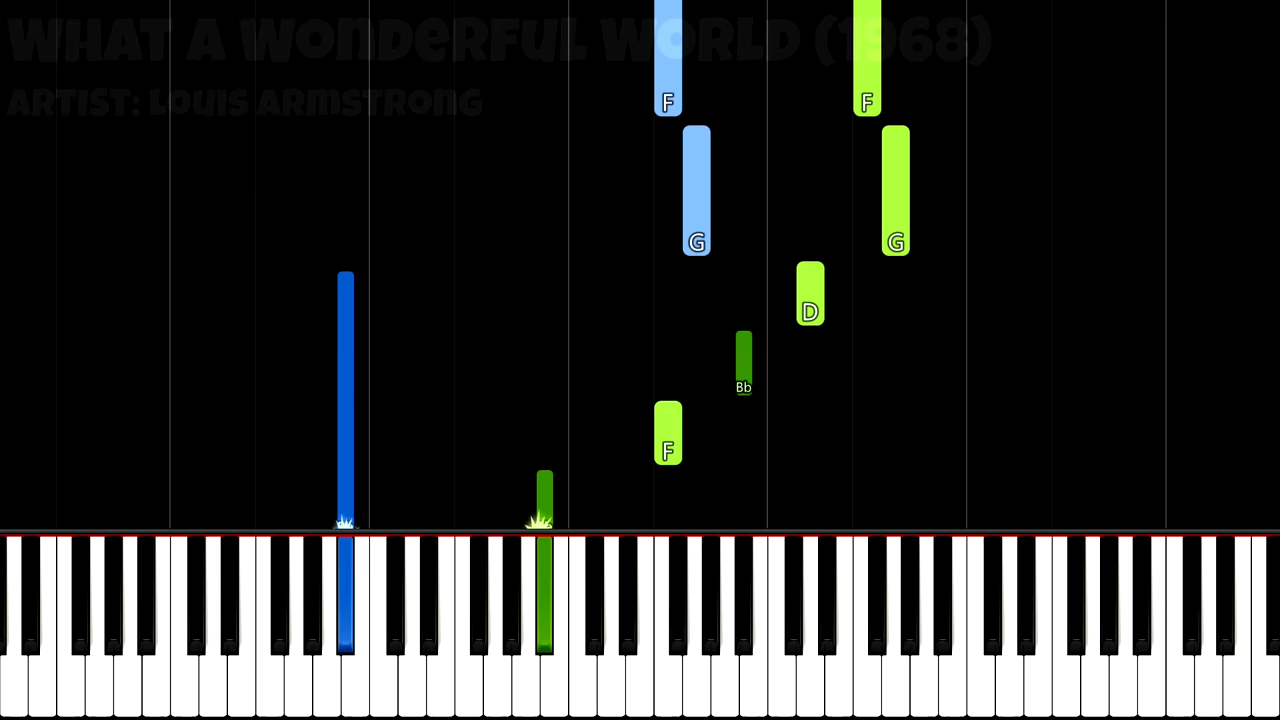 What a Wonderful World (1968)
Artist: Louis Armstrong
F F
G G
D
Bb
F